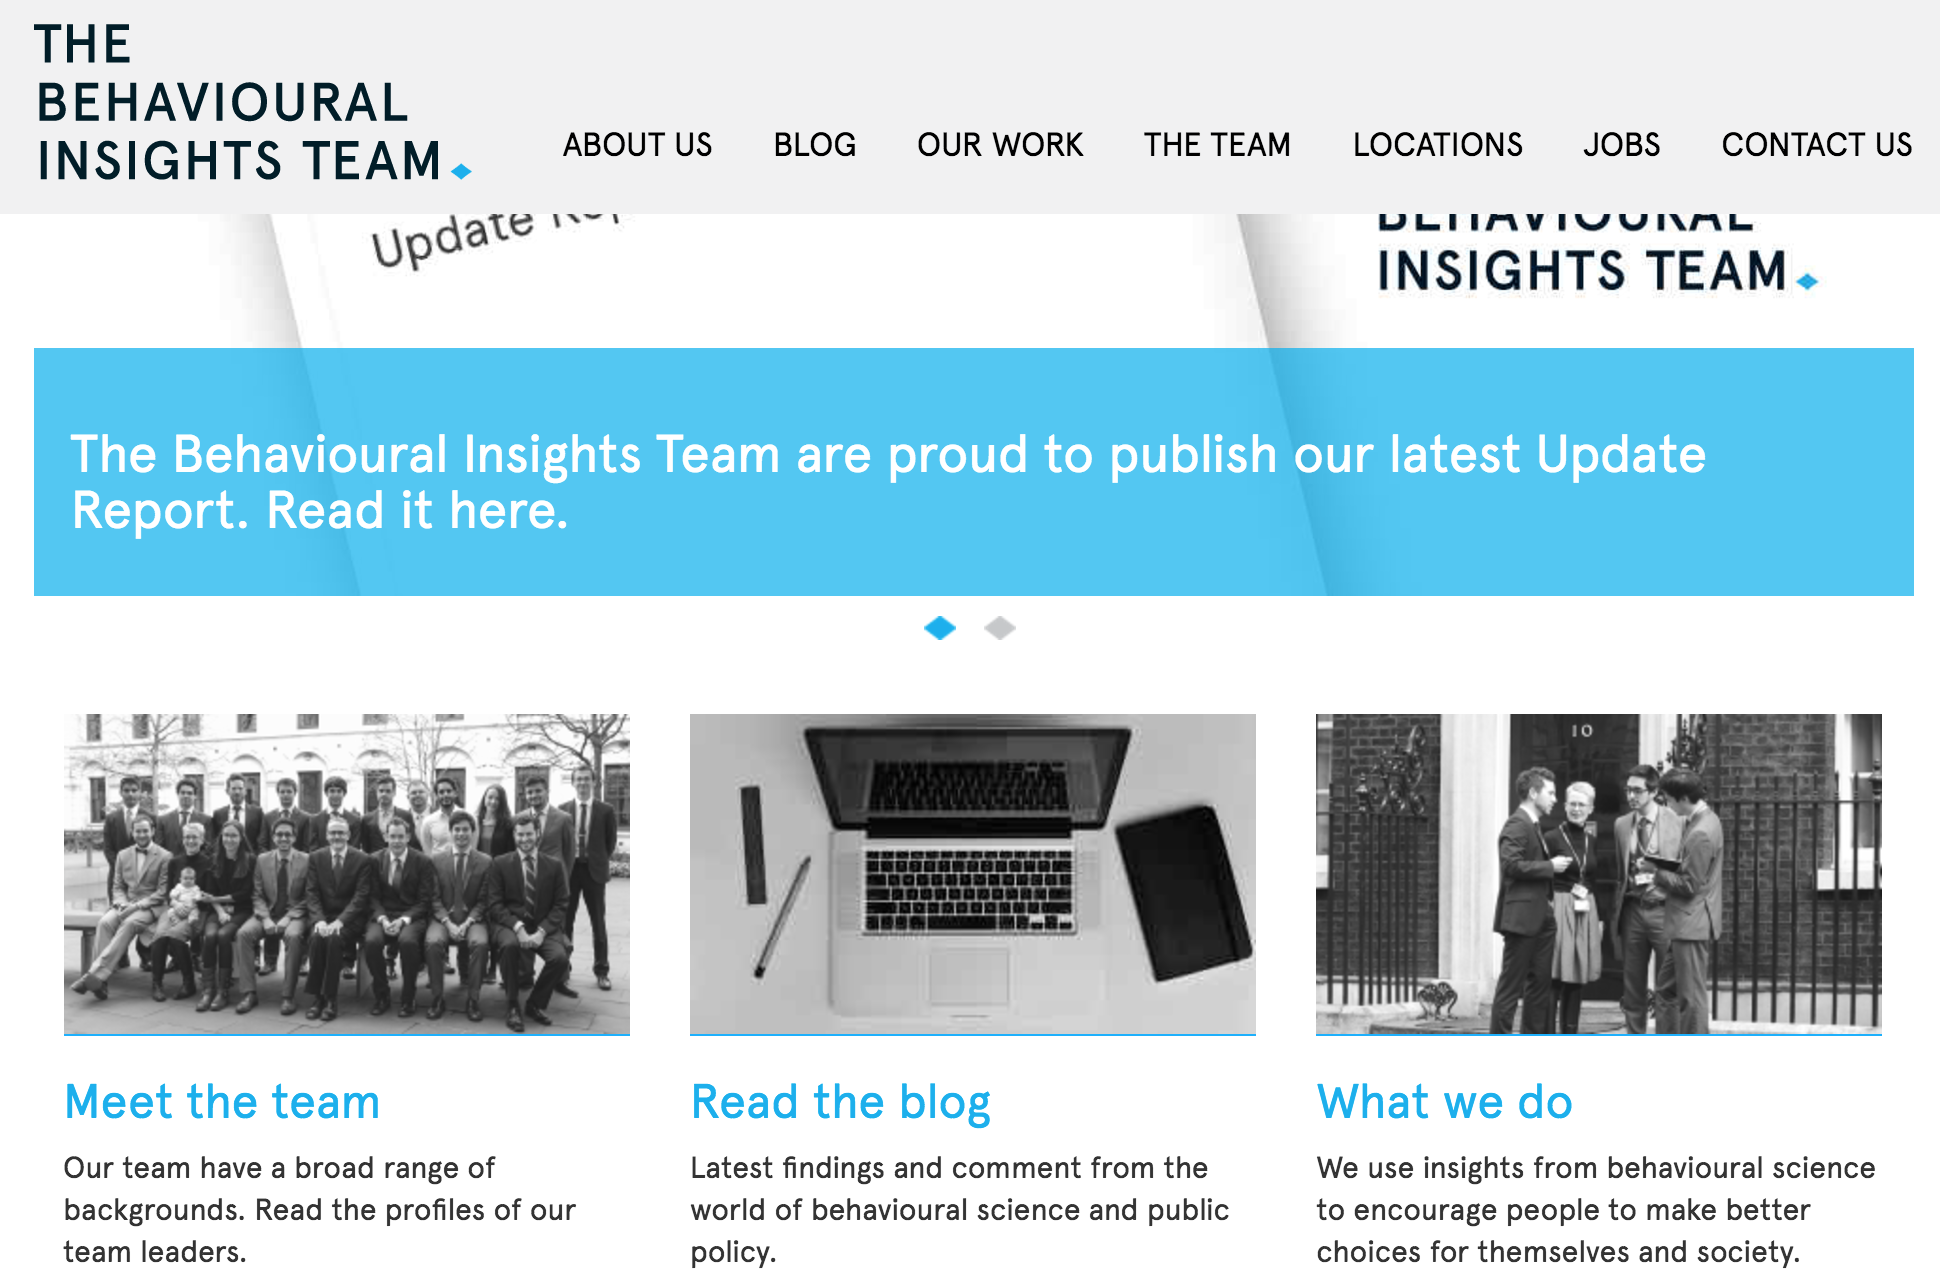 THE
BEHAVIOURAL
INSIGHTS TEAM
ABOUT US BLOG OUR WORK THE TEAM LOCATIONS JOBS CONTACT US
Update
BEHAVIOURAL
INSIGHTS TEAM
The Behavioural Insights Team are proud to publish our latest Update
Report. Read it here.
10
Meet the team
Our team have a broad range of
backgrounds. Read the profiles of our
team leaders.
Read the blog
Latest findings and comment from the
world of behavioural science and public
policy.
What we do
We use insights from behavioural science
to encourage people to make better
choices for themselves and society.